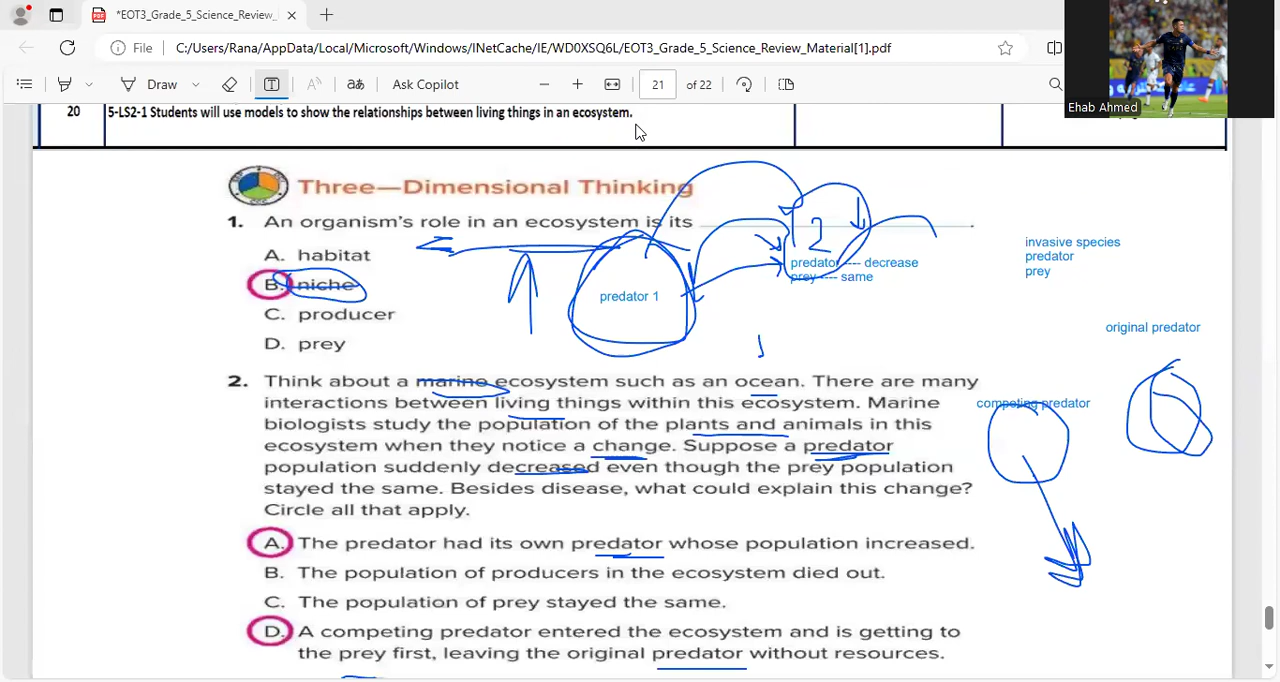 *EOT3_Grade_5_Science_Review_
File C:/Users/Rana/AppData/Local/Microsoft/Windows/INetCache/IE/WD0XSQ6L/EOT3_Grade_5_Science_Review_Material[1].pdf
Draw aあ Ask Copilot 21 of 22
Ehab Ahmed
20 5-LS2-1 Students will use models to show the relationships between living things in an ecosystem.
Three—Dimensional Thinking
1. An organism's role in an ecosystem is its
A. habitat
B. niche
C. producer
D. prey
2
predator ---- decrease
prey ---- same
predator 1
invasive species
predator
prey
original predator
competing predator
2. Think about a marine ecosystem such as an ocean. There are many
interactions between living things within this ecosystem. Marine
biologists study the population of the plants and animals in this
ecosystem when they notice a change. Suppose a predator
population suddenly decreased even though the prey population
stayed the same. Besides disease, what could explain this change?
Circle all that apply.
A. The predator had its own predator whose population increased.
B. The population of producers in the ecosystem died out.
C. The population of prey stayed the same.
D. A competing predator entered the ecosystem and is getting to
the prey first, leaving the original predator without resources.